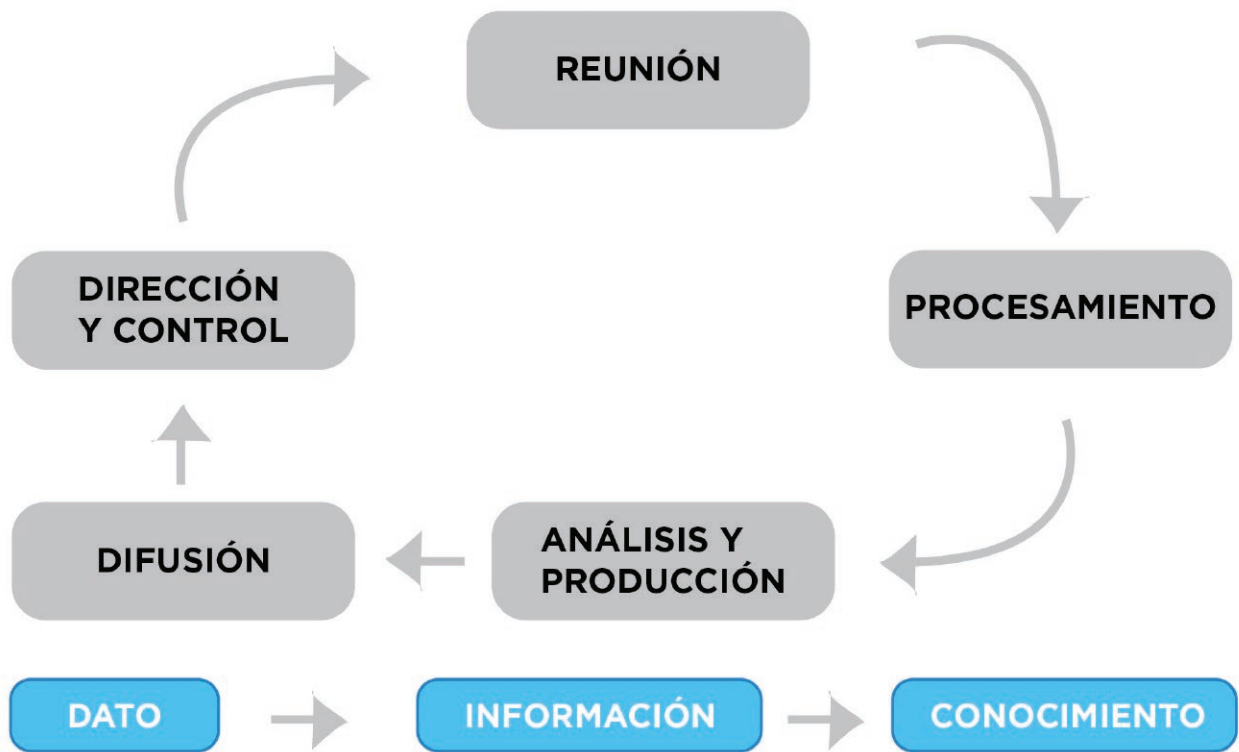 REUNIÓN
DIRECCIÓN
Y CONTROL
PROCESAMIENTO
DIFUSIÓN
ANÁLISIS Y
PRODUCCIÓN
DATO
INFORMACIÓN
CONOCIMIENTO